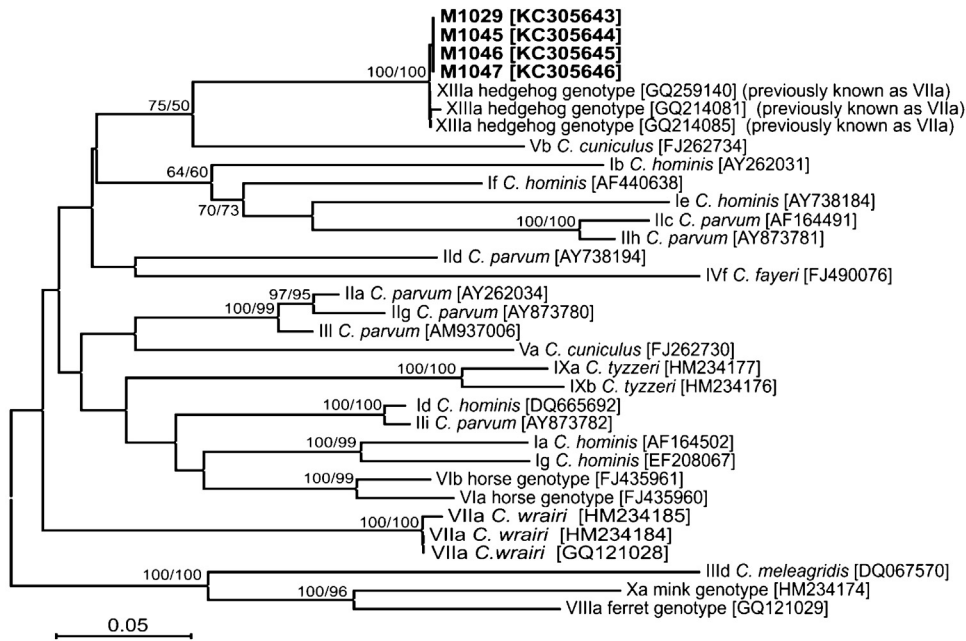 M1029 [KC305643]
M1045 [KC305644]
M1046 [KC305645]
100/100 M1047 [KC305646]
XIIIa hedgehog genotype [GQ259140] (previously known as VIIa)
75/50 XIIIa hedgehog genotype [GQ214081] (previously known as VIIa)
XIIIa hedgehog genotype [GQ214085] (previously known as VIIa)
Vb C. cuniculus [FJ262734]
64/60 Ib C. hominis [AY262031]
If C. hominis [AF440638]
70/73 Ie C. hominis [AY738184]
100/100 IIc C. parvum [AF164491]
IIh C. parvum [AY873781]
IId C. parvum [AY738194]
IVf C. fayeri [FJ490076]
97/95 IIa C. parvum [AY262034]
100/99 IIg C. parvum [AY873780]
III C. parvum [AM937006]
Va C. cuniculus [FJ262730]
100/100 IXa C. tyzzeri [HM234177]
IXb C. tyzzeri [HM234176]
100/100 Id C. hominis [DQ665692]
IIi C. parvum [AY873782]
100/99 Ia C. hominis [AF164502]
Ig C. hominis [EF208067]
100/99 VIb horse genotype [FJ435961]
VIa horse genotype [FJ435960]
100/100 VIIa C. wrairi [HM234185]
VIIa C. wrairi [HM234184]
VIIa C.wrairi [GQ121028]
100/100 IIId C. meleagridis [DQ067570]
100/96 Xa mink genotype [HM234174]
VIIIa ferret genotype [GQ121029]
0.05